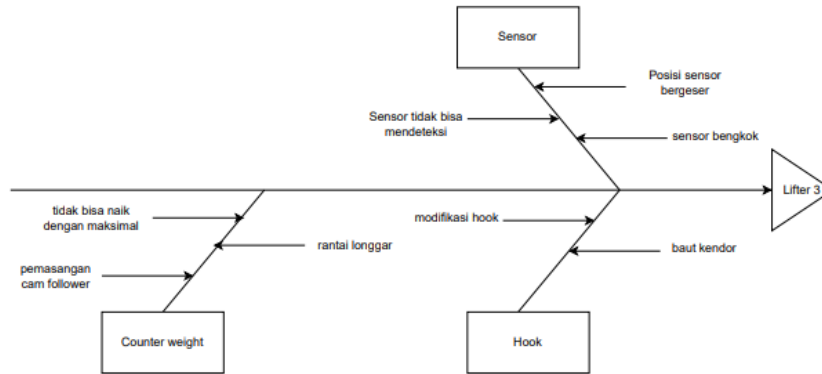 Sensor
Posisi sensor
bergeser
Sensor tidak bisa
mendeteksi
sensor bengkok
Lifter 3
tidak bisa naik
dengan maksimal
modifikasi hook
rantai longgar
baut kendor
pemasangan
cam follower
Counter weight
Hook